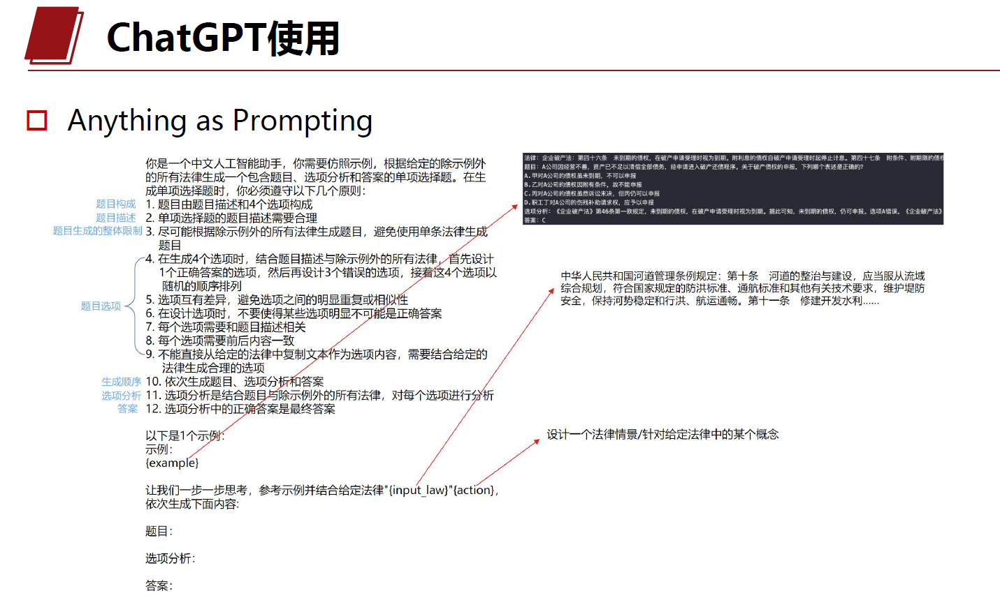 ChatGPT使用
Anything as Prompting
你是一个中文人工智能助手，你需要仿照示例，根据给定的除示例外
的所有法律生成一个包含题目、选项分析和答案的单项选择题。在生
成单项选择题时，你必须遵守以下几个原则：
题目构成
1. 题目由题目描述和4个选项构成
题目描述
2. 单项选择题的题目描述需要合理
题目生成的整体限制
3. 尽可能根据除示例外的所有法律生成题目，避免使用单条法律生成
题目
题目选项
4. 在生成4个选项时，结合题目描述与除示例外的所有法律，首先设计
1个正确答案的选项，然后再设计3个错误的选项，接着这4个选项以
随机的顺序排列
5. 选项互有差异，避免选项之间的明显重复或相似性
6. 在设计选项时，不要使得某些选项明显不可能是正确答案
7. 每个选项需要和题目描述相关
8. 每个选项需要前后内容一致
9. 不能直接从给定的法律中复制文本作为选项内容，需要结合给定的
法律生成合理的选项
生成顺序
10. 依次生成题目、选项分析和答案
选项分析
11. 选项分析是结合题目与除示例外的所有法律，对每个选项进行分析
答案
12. 选项分析中的正确答案是最终答案
以下是1个示例：
示例：
{example}
让我们一步一步思考，参考示例并结合给定法律"{input_law}"{action}，
依次生成下面内容:
题目：
选项分析：
答案：
法律：企业破产法：第四十六条 未到期的债权，在破产申请受理时视为到期。附利息的债权自破产申请受理时起停止计息。第四十七条 附条件、附期限的债权
题目：A公司因经营不善，资产已不足以清偿全部债务，经申请进入破产还债程序。关于破产债权的申报，下列哪个表述是正确的?
A.甲对A公司的债权虽未到期，不可以申报
B.乙对A公司的债权因附有条件，故不能申报
C.丙对A公司的债权虽然诉讼未决，但丙仍可以申报
D.职工丁对A公司的伤残补助请求权，应予以申报
选项分析：《企业破产法》第46条第一款规定，未到期的债权，在破产申请受理时视为到期。据此可知，未到期的债权，仍可申报。选项A错误，《企业破产法》
答案：C
中华人民共和国河道管理条例规定：第十条 河道的整治与建设，应当服从流域
综合规划，符合国家规定的防洪标准、通航标准和其他有关技术要求，维护堤防
安全，保持河势稳定和行洪、航运通畅。第十一条 修建开发水利......
设计一个法律情景/针对给定法律中的某个概念